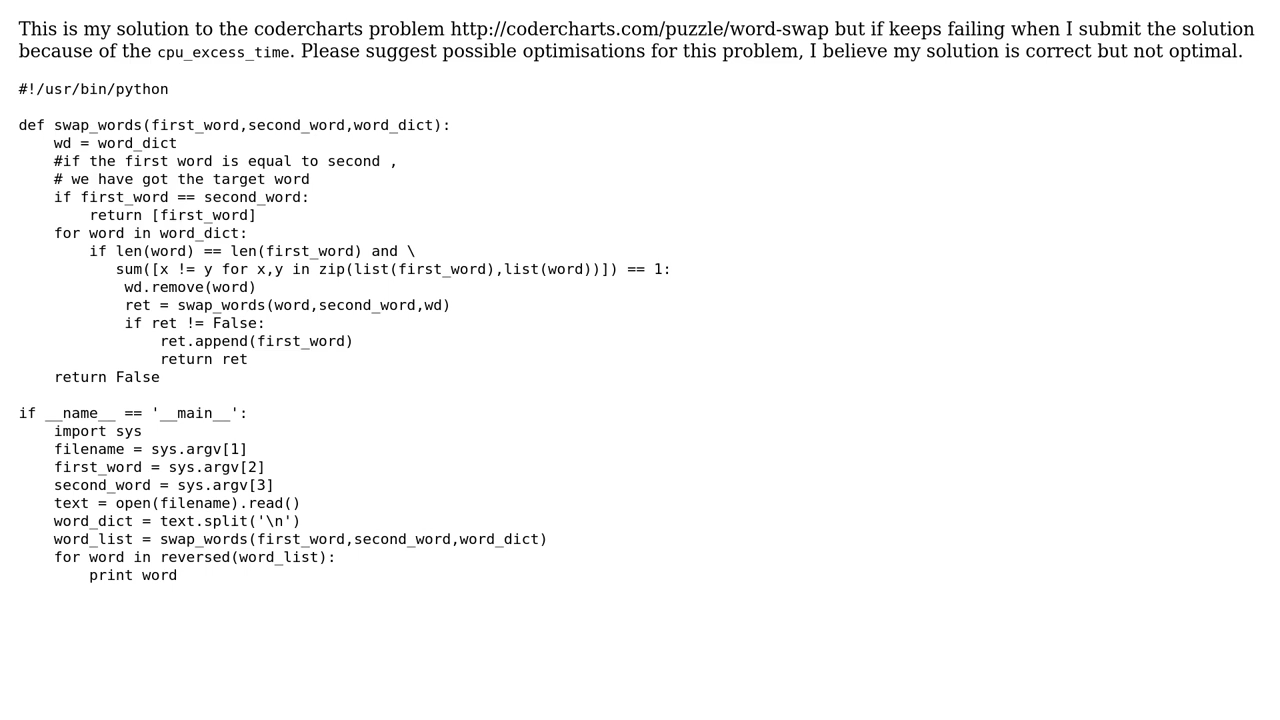 This is my solution to the codercharts problem http://codercharts.com/puzzle/word-swap but if keeps failing when I submit the solution
because of the cpu_excess_time. Please suggest possible optimisations for this problem, I believe my solution is correct but not optimal.
#!/usr/bin/python
def swap_words(first_word,second_word,word_dict):
    wd = word_dict
    #if the first word is equal to second ,
    # we have got the target word
    if first_word == second_word:
        return [first_word]
    for word in word_dict:
        if len(word) == len(first_word) and \
           sum([x != y for x,y in zip(list(first_word),list(word))]) == 1:
            wd.remove(word)
            ret = swap_words(word,second_word,wd)
            if ret != False:
                ret.append(first_word)
                return ret
    return False
if __name__ == '__main__':
    import sys
    filename = sys.argv[1]
    first_word = sys.argv[2]
    second_word = sys.argv[3]
    text = open(filename).read()
    word_dict = text.split('\n')
    word_list = swap_words(first_word,second_word,word_dict)
    for word in reversed(word_list):
        print word